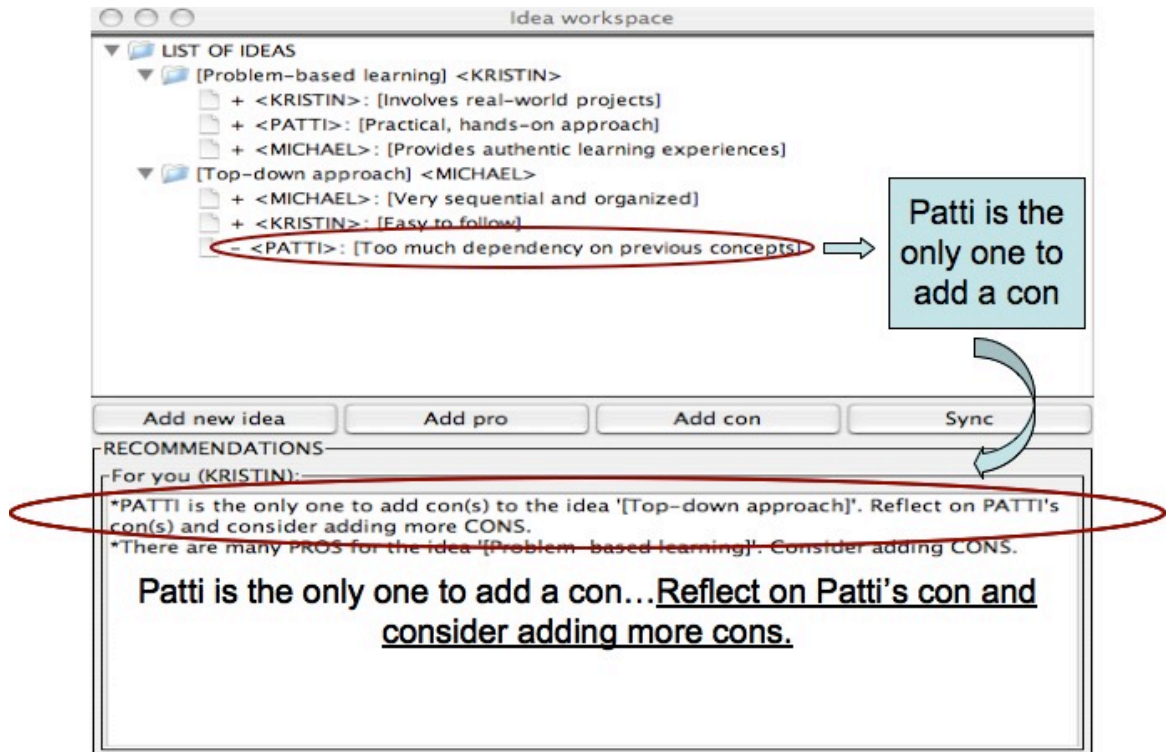 Idea workspace
LIST OF IDEAS
[Problem-based learning] <KRISTIN>
+ <KRISTIN>: [Involves real-world projects]
+ <PATTI>: [Practical, hands-on approach]
+ <MICHAEL>: [Provides authentic learning experiences]
[Top-down approach] <MICHAEL>
+ <MICHAEL>: [Very sequential and organized]
+ <KRISTIN>: [Easy to follow]
- <PATTI>: [Too much dependency on previous concepts]
Patti is the
only one to
add a con
Add new idea
Add pro
Add con
Sync
RECOMMENDATIONS
For you (KRISTIN):
*PATTI is the only one to add con(s) to the idea '[Top-down approach]'. Reflect on PATTI's
con(s) and consider adding more CONS.
*There are many PROS for the idea '[Problem-based learning]'. Consider adding CONS.
Patti is the only one to add a con…Reflect on Patti’s con and
consider adding more cons.